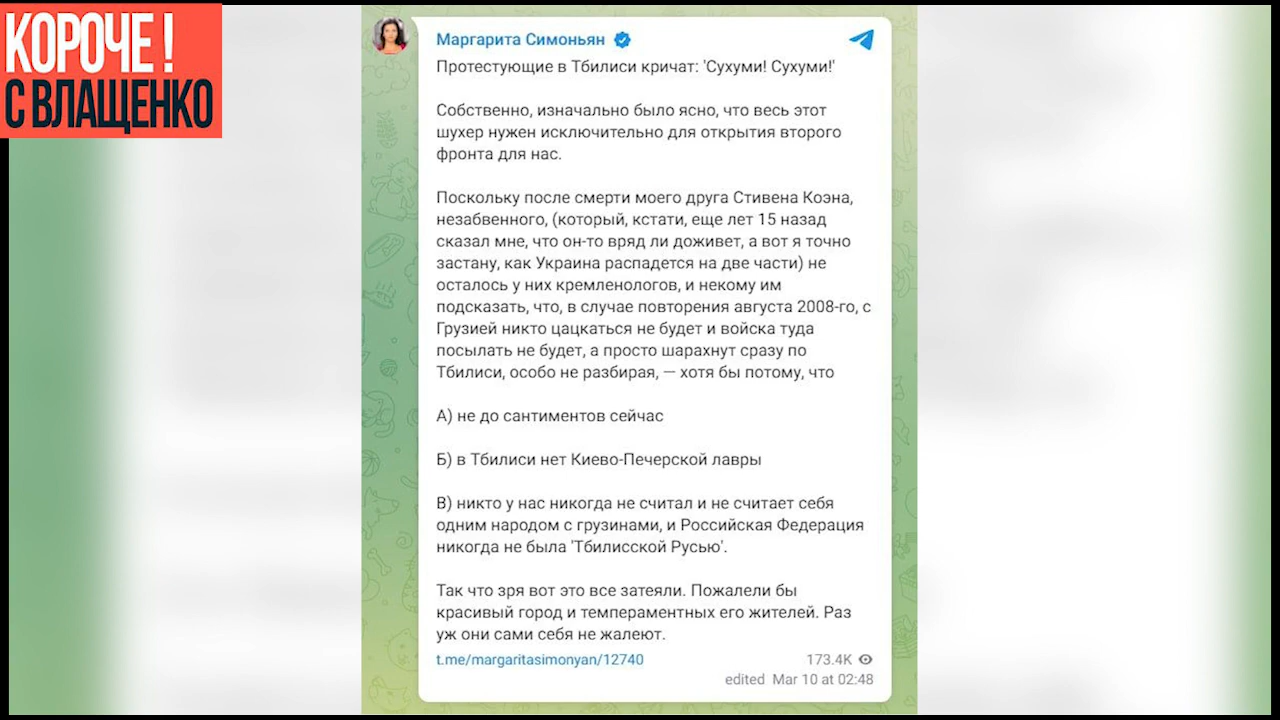 КОРОЧЕ !
С ВЛАЩЕНКО
Маргарита Симоньян
Протестующие в Тбилиси кричат: 'Сухуми! Сухуми!'
Собственно, изначально было ясно, что весь этот
шухер нужен исключительно для открытия второго
фронта для нас.
Поскольку после смерти моего друга Стивена Коэна,
незабвенного, (который, кстати, еще лет 15 назад
сказал мне, что он-то вряд ли доживет, а вот я точно
застану, как Украина распадется на две части) не
осталось у них кремленологов, и некому им
подсказать, что, в случае повторения августа 2008-го, с
Грузией никто цацкаться не будет и войска туда
посылать не будет, а просто шарахнут сразу по
Тбилиси, особо не разбирая, — хотя бы потому, что
А) не до сантиментов сейчас
Б) в Тбилиси нет Киево-Печерской лавры
В) никто у нас никогда не считал и не считает себя
одним народом с грузинами, и Российская Федерация
никогда не была 'Тбилисской Русью'.
Так что зря вот это все затеяли. Пожалели бы
красивый город и темпераментных его жителей. Раз
уж они сами себя не жалеют.
t.me/margaritasimonyan/12740 173.4K
edited Mar 10 at 02:48